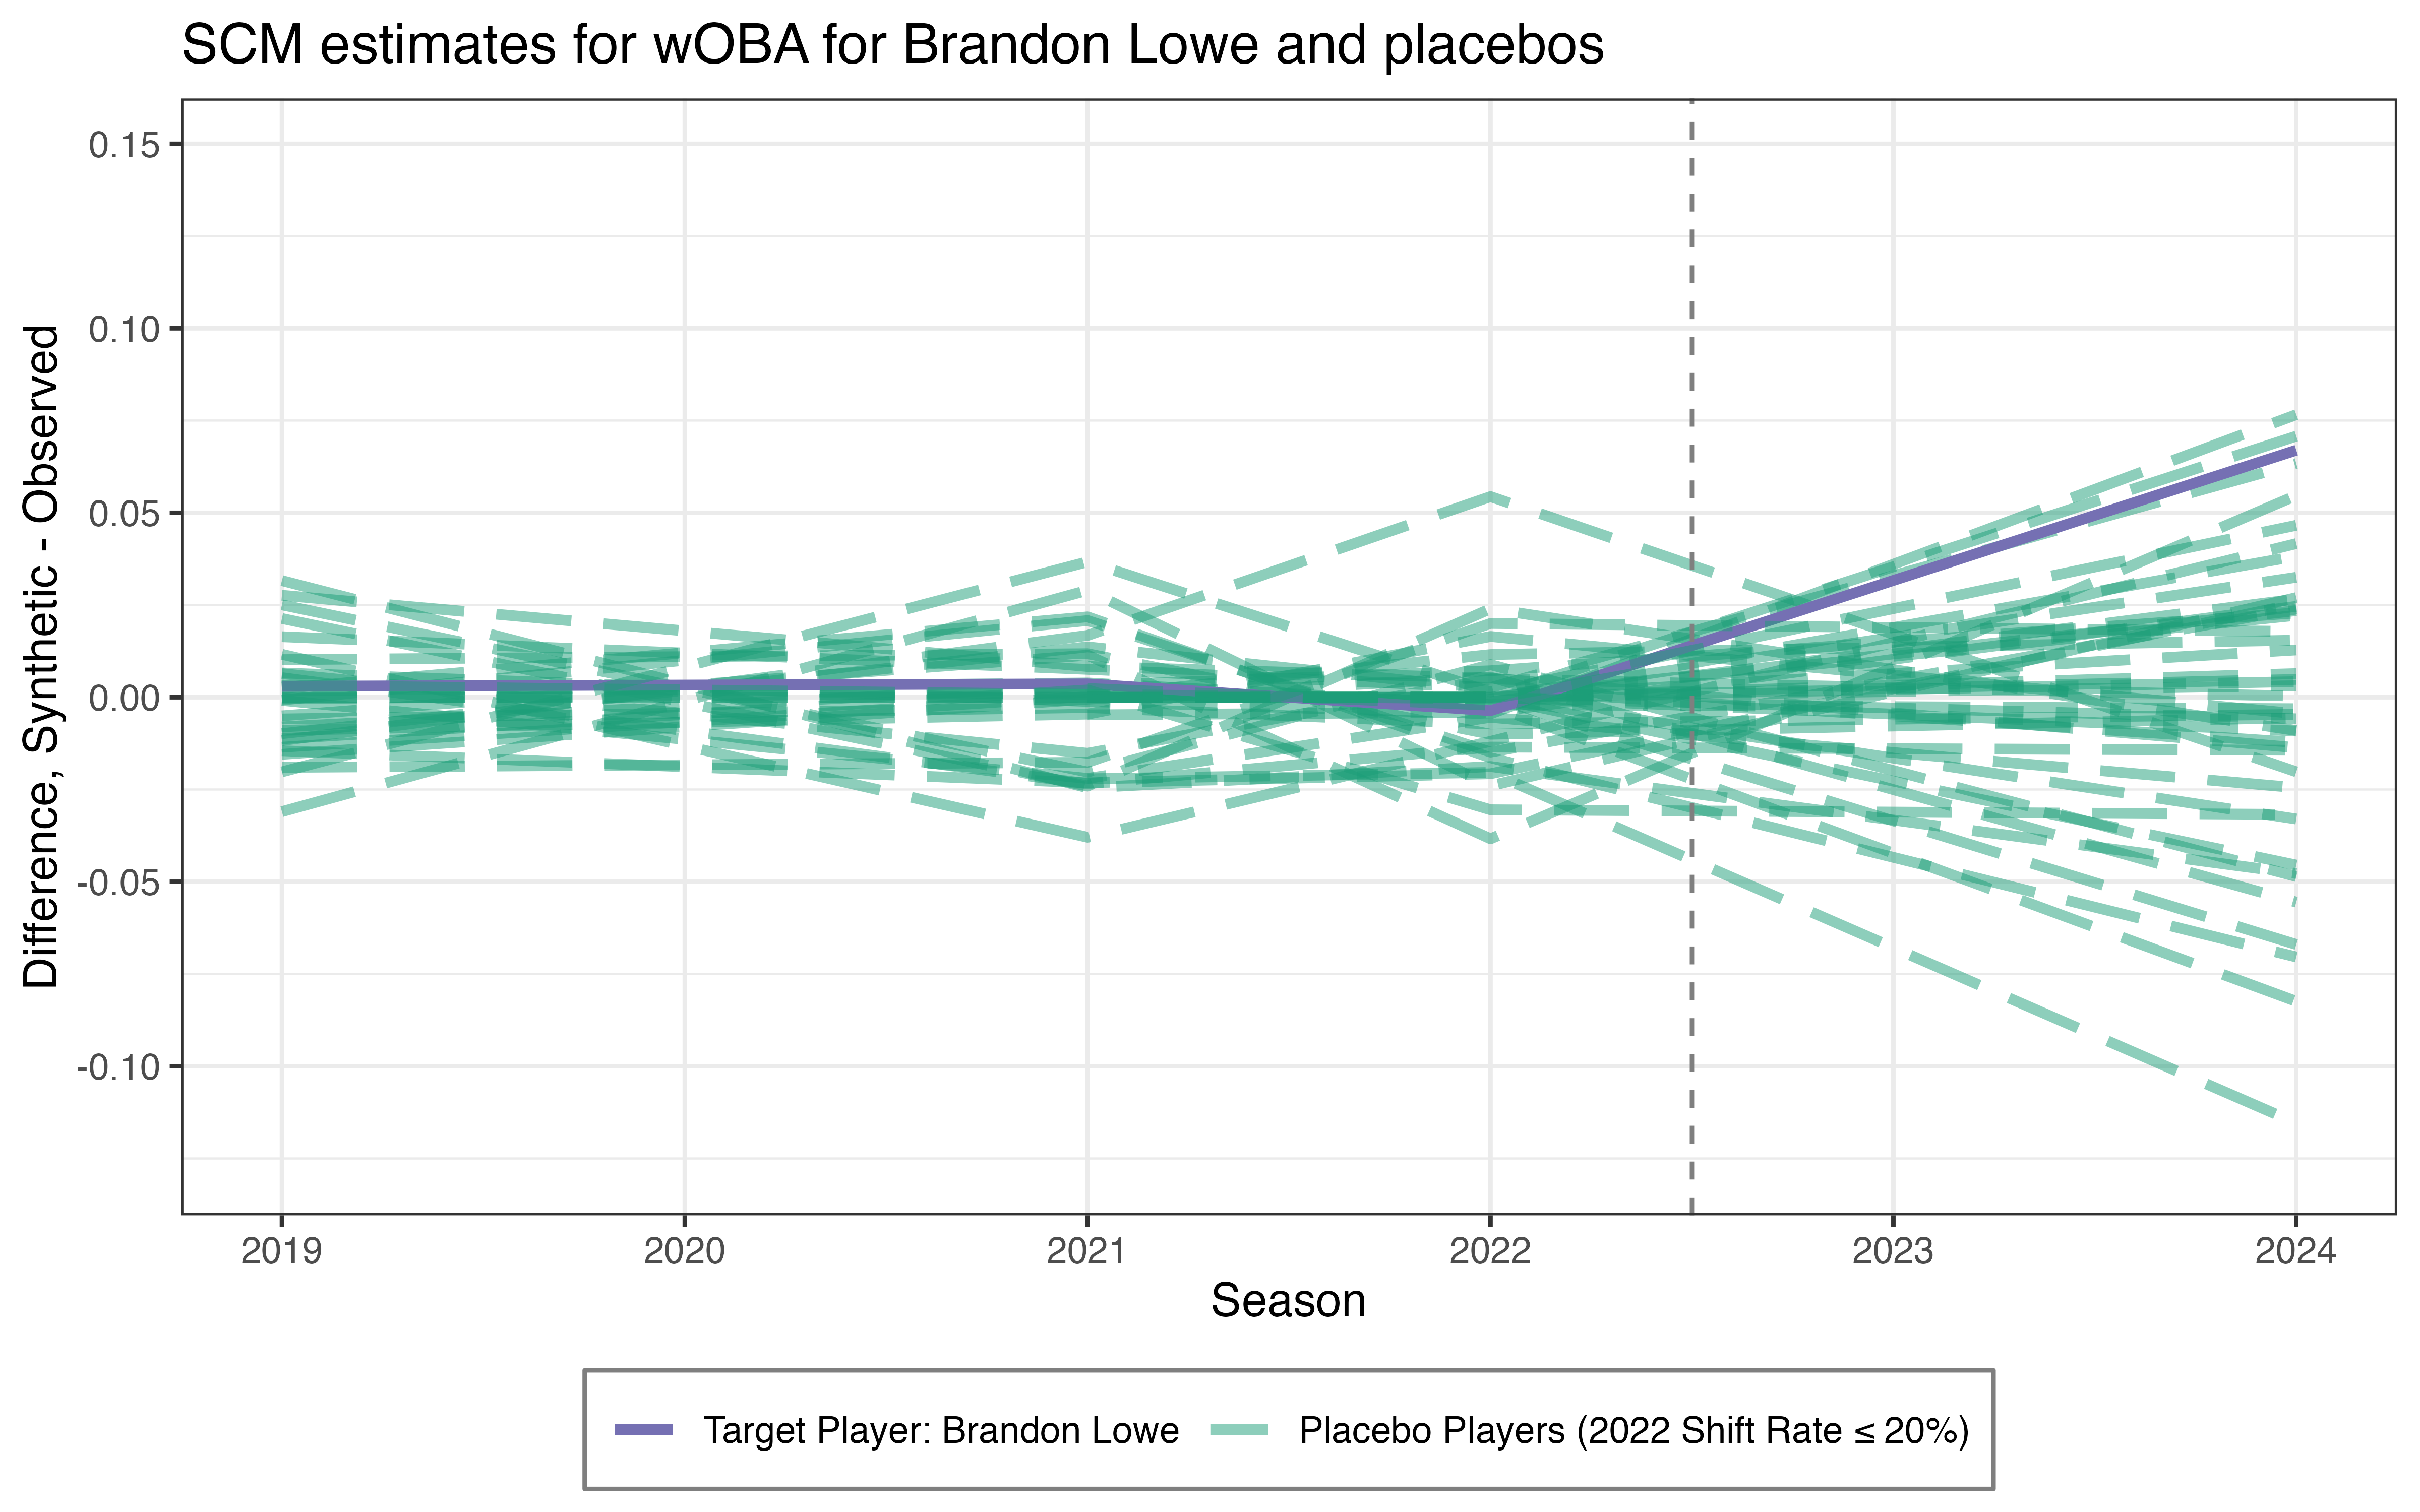 SCM estimates for wOBA for Brandon Lowe and placebos
Difference, Synthetic - Observed
0.15
0.10
0.05
0.00
-0.05
-0.10
2019 2020 2021 2022 2023 2024
Season
Target Player: Brandon Lowe Placebo Players (2022 Shift Rate ≤ 20%)